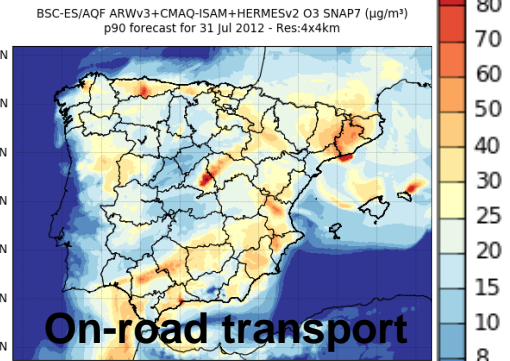 BSC-ES/AQF ARWv3+CMAQ-ISAM+HERMESv2 O3 SNAP7 (µg/m³)
p90 forecast for 31 Jul 2012 - Res:4x4km
80
70
60
50
40
30
25
20
15
10
8
N
N
N
N
N
N
N
On-road transport